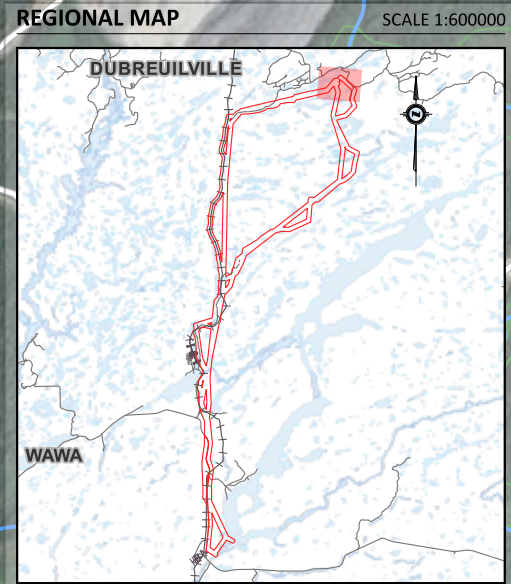 REGIONAL MAP
SCALE 1:600000
DUBREUILVILLE
N
WAWA